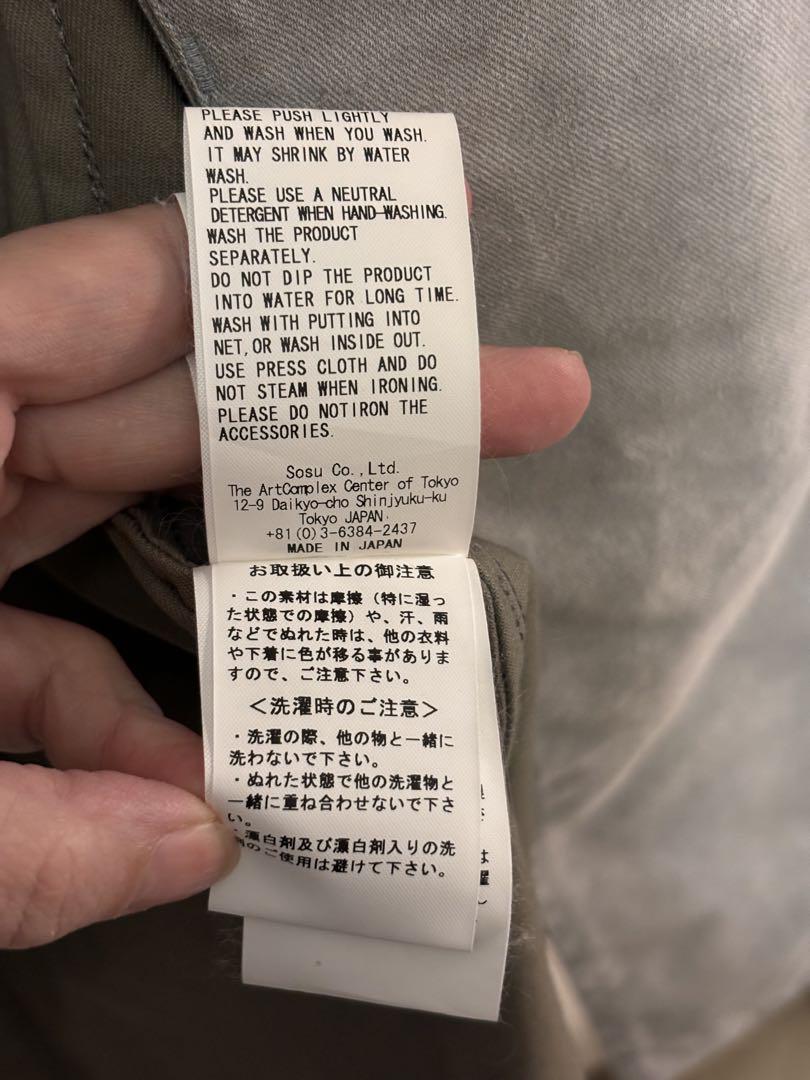 PLEASE PUSH LIGHTLY
AND WASH WHEN YOU WASH.
IT MAY SHRINK BY WATER
WASH.
PLEASE USE A NEUTRAL
DETERGENT WHEN HAND-WASHING.
WASH THE PRODUCT
SEPARATELY.
DO NOT DIP THE PRODUCT
INTO WATER FOR LONG TIME.
WASH WITH PUTTING INTO
NET,OR WASH INSIDE OUT.
USE PRESS CLOTH AND DO
NOT STEAM WHEN IRONING.
PLEASE DO NOTIRON THE
ACCESSORIES.
Sosu Co.,Ltd.
The ArtComplex Center of Tokyo
12-9 Daikyo-cho Shinjyuku-ku
Tokyo JAPAN.
+81(0)3-6384-2437
MADE IN JAPAN
お取扱い上の御注意
・この素材は摩擦（特に湿っ
た状態での摩擦）や、汗、雨
などでぬれた時は、他の衣料
や下着に色が移る事がありま
すので、ご注意下さい。
＜洗濯時のご注意＞
・洗濯の際、他の物と一緒に
洗わないで下さい。
・ぬれた状態で他の洗濯物と
一緒に重ね合わせないで下さ
い。
・漂白剤及び漂白剤入りの洗
剤のご使用は避けて下さい。
は